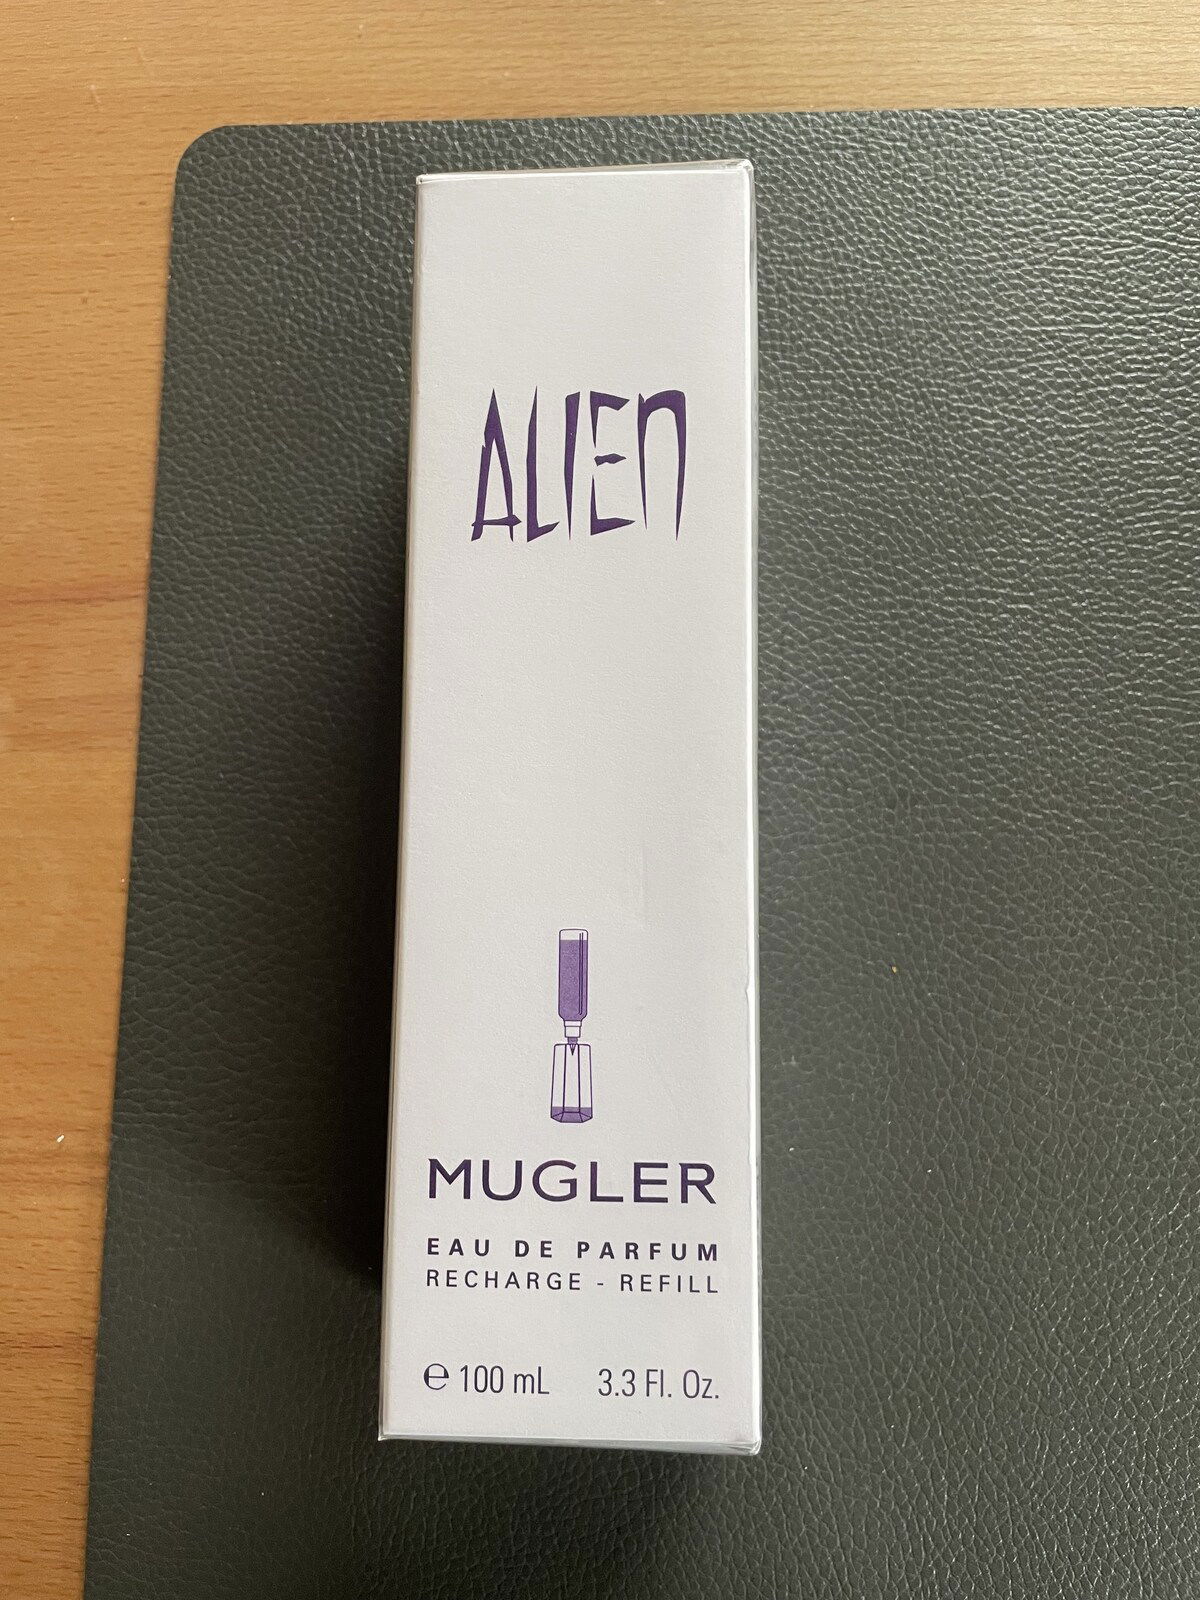 ALIEN
MUGLER
EAU DE PARFUM
RECHARGE - REFILL
℮ 100 mL 3.3 Fl. Oz.